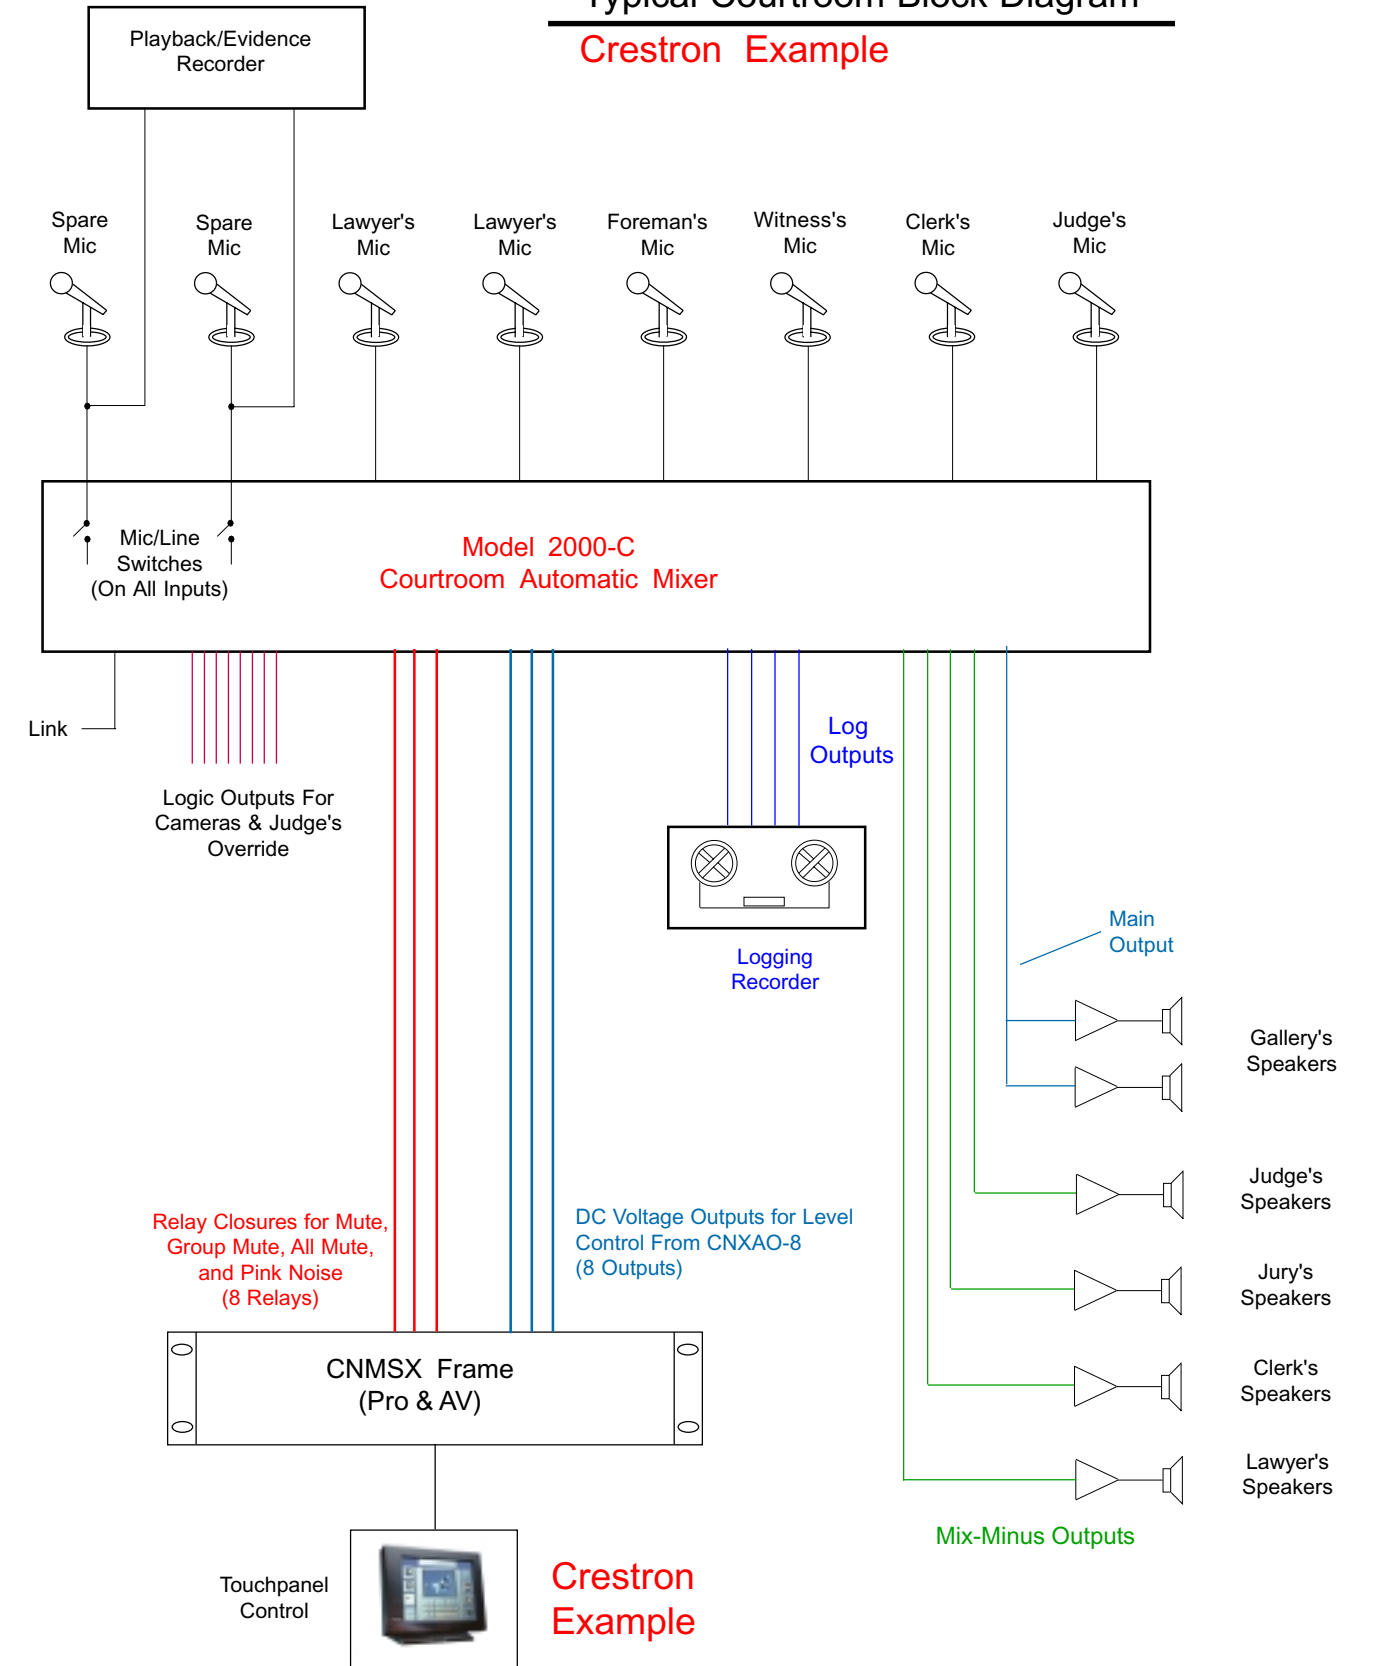 Typical Courtroom Block Diagram
Crestron Example
Playback/Evidence
Recorder
Spare
Mic
Spare
Mic
Lawyer's
Mic
Lawyer's
Mic
Foreman's
Mic
Witness's
Mic
Clerk's
Mic
Judge's
Mic
Mic/Line
Switches
(On All Inputs)
Model 2000-C
Courtroom Automatic Mixer
Link
Logic Outputs For
Cameras & Judge's
Override
Log
Outputs
Logging
Recorder
Main
Output
Gallery's
Speakers
Judge's
Speakers
Jury's
Speakers
Clerk's
Speakers
Lawyer's
Speakers
Mix-Minus Outputs
Relay Closures for Mute,
Group Mute, All Mute,
and Pink Noise
(8 Relays)
DC Voltage Outputs for Level
Control From CNXAO-8
(8 Outputs)
CNMSX Frame
(Pro & AV)
Touchpanel
Control
Crestron
Example